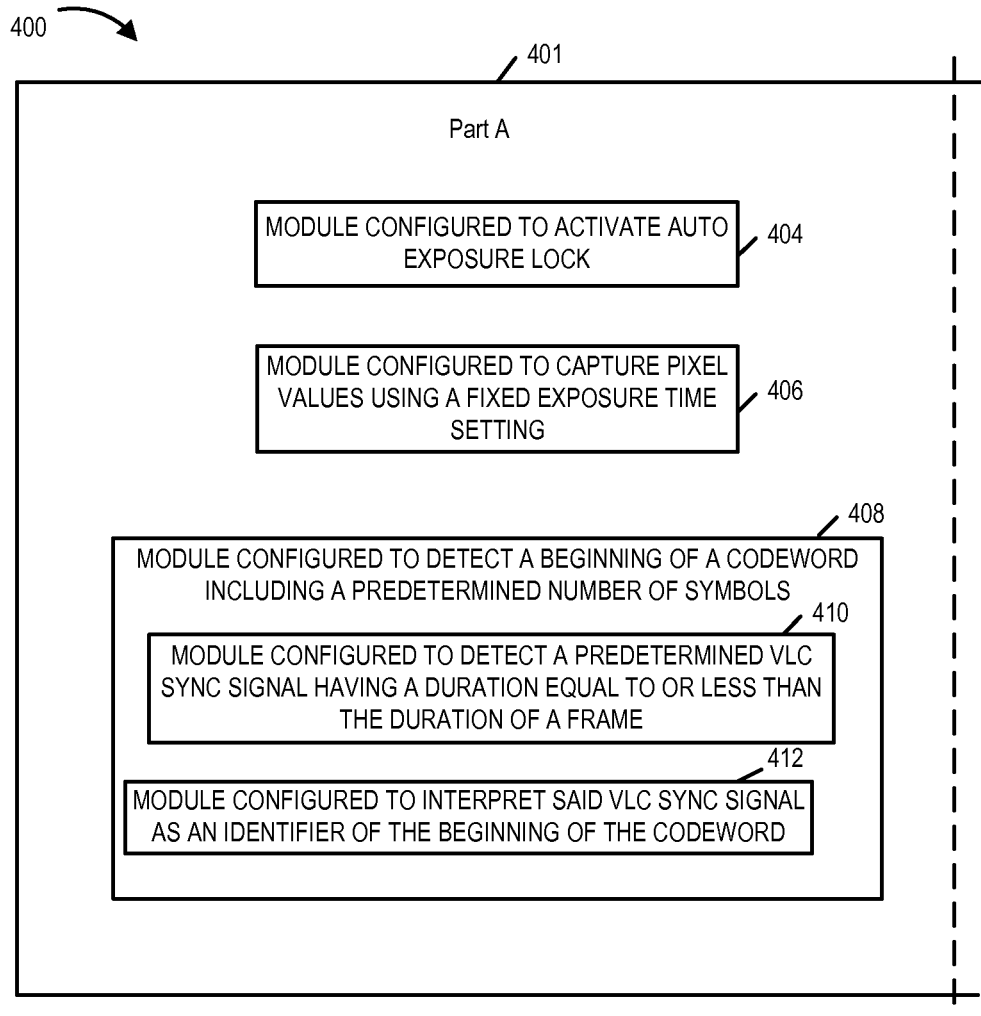 400
401
Part A
MODULE CONFIGURED TO ACTIVATE AUTO
EXPOSURE LOCK
404
MODULE CONFIGURED TO CAPTURE PIXEL
VALUES USING A FIXED EXPOSURE TIME
SETTING
406
408
MODULE CONFIGURED TO DETECT A BEGINNING OF A CODEWORD
INCLUDING A PREDETERMINED NUMBER OF SYMBOLS
410
MODULE CONFIGURED TO DETECT A PREDETERMINED VLC
SYNC SIGNAL HAVING A DURATION EQUAL TO OR LESS THAN
THE DURATION OF A FRAME
412
MODULE CONFIGURED TO INTERPRET SAID VLC SYNC SIGNAL
AS AN IDENTIFIER OF THE BEGINNING OF THE CODEWORD